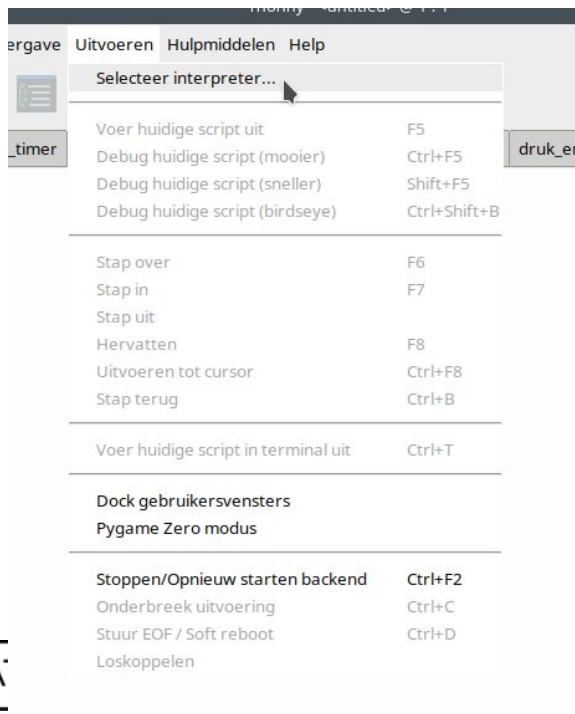 ergave Uitvoeren Hulpmiddelen Help
Selecteer interpreter...
_timer
Voer huidige script uit F5
druk_e
Debug huidige script (mooier) Ctrl+F5
Debug huidige script (sneller) Shift+F5
Debug huidige script (birdseye) Ctrl+Shift+B
Stap over F6
Stap in F7
Stap uit
Hervatten F8
Uitvoeren tot cursor Ctrl+F8
Stap terug Ctrl+B
Voer huidige script in terminal uit Ctrl+T
Dock gebruikersvensters
Pygame Zero modus
Stoppen/Opnieuw starten backend Ctrl+F2
Onderbreek uitvoering Ctrl+C
Stuur EOF / Soft reboot Ctrl+D
Loskoppelen